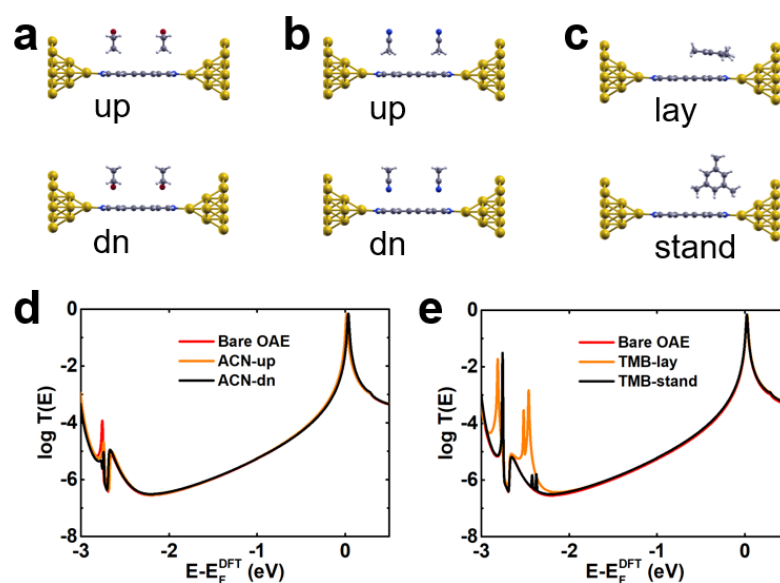 a
b
c
up
up
lay
dn
dn
stand
d
e
0
-2
-4
-6
-8
log T(E)
Bare OAE
ACN-up
ACN-dn
-3
-2
-1
0
E-E_F^DFT (eV)
0
-2
-4
-6
-8
log T(E)
Bare OAE
TMB-lay
TMB-stand
-3
-2
-1
0
E-E_F^DFT (eV)